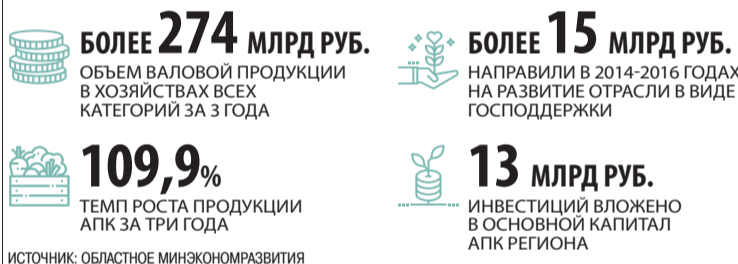 БОЛЕЕ 274 МЛРД РУБ.
ОБЪЕМ ВАЛОВОЙ ПРОДУКЦИИ
В ХОЗЯЙСТВАХ ВСЕХ
КАТЕГОРИЙ ЗА 3 ГОДА
БОЛЕЕ 15 МЛРД РУБ.
НАПРАВИЛИ В 2014-2016 ГОДАХ
НА РАЗВИТИЕ ОТРАСЛИ В ВИДЕ
ГОСПОДДЕРЖКИ
109,9%
ТЕМП РОСТА ПРОДУКЦИИ
АПК ЗА ТРИ ГОДА
13 МЛРД РУБ.
ИНВЕСТИЦИЙ ВЛОЖЕНО
В ОСНОВНОЙ КАПИТАЛ
АПК РЕГИОНА
ИСТОЧНИК: ОБЛАСТНОЕ МИНЭКОНОМРАЗВИТИЯ